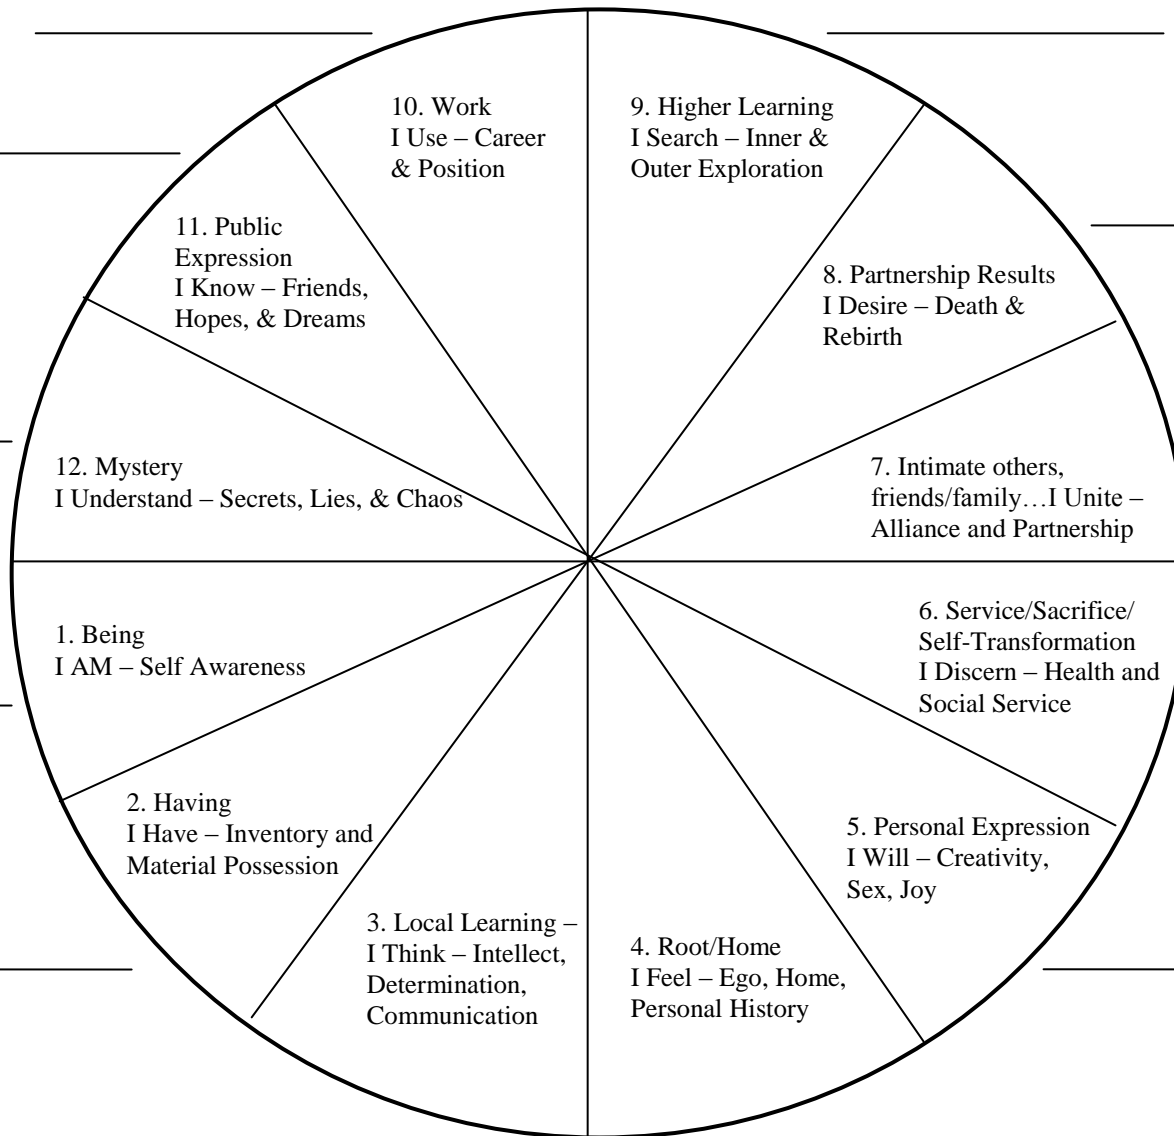 10. Work
I Use – Career
& Position
9. Higher Learning
I Search – Inner &
Outer Exploration
11. Public
Expression
I Know – Friends,
Hopes, & Dreams
8. Partnership Results
I Desire – Death &
Rebirth
12. Mystery
I Understand – Secrets, Lies, & Chaos
7. Intimate others,
friends/family…I Unite –
Alliance and Partnership
1. Being
I AM – Self Awareness
6. Service/Sacrifice/
Self-Transformation
I Discern – Health and
Social Service
2. Having
I Have – Inventory and
Material Possession
5. Personal Expression
I Will – Creativity,
Sex, Joy
3. Local Learning –
I Think – Intellect,
Determination,
Communication
4. Root/Home
I Feel – Ego, Home,
Personal History